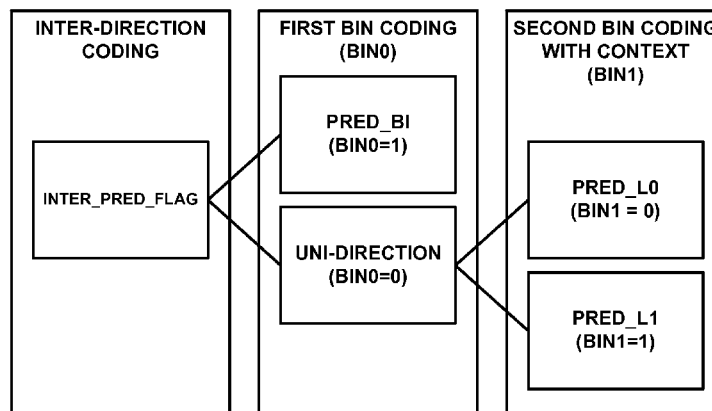 INTER-DIRECTION
CODING
INTER_PRED_FLAG
FIRST BIN CODING
(BIN0)
PRED_BI
(BIN0=1)
UNI-DIRECTION
(BIN0=0)
SECOND BIN CODING
WITH CONTEXT
(BIN1)
PRED_L0
(BIN1 = 0)
PRED_L1
(BIN1=1)